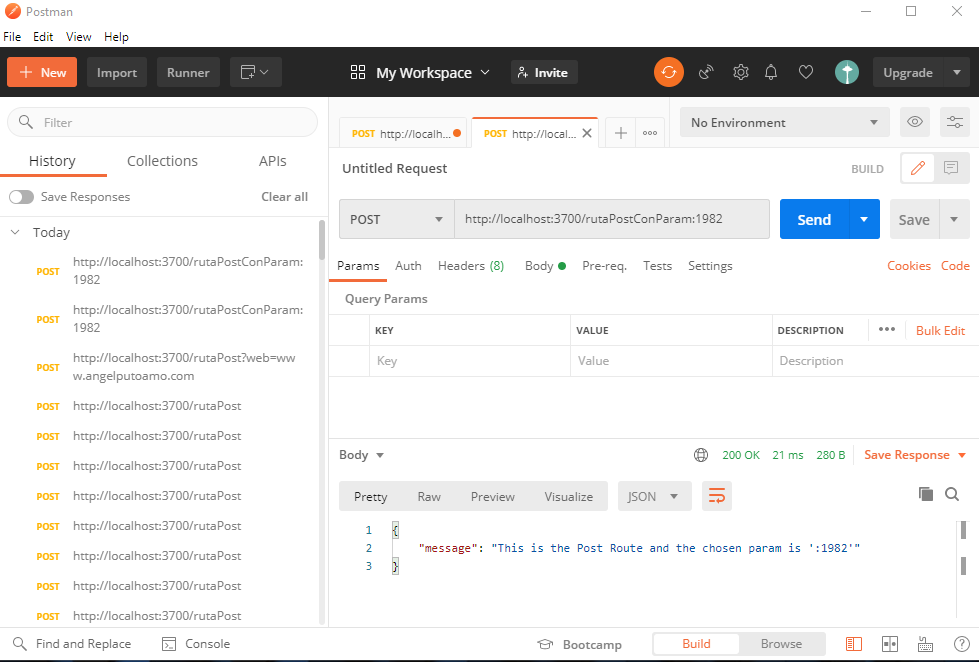 Postman
File Edit View Help
New Import Runner My Workspace Invite Upgrade
Filter
History Collections APIs
Save Responses Clear all
Today
POST http://localhost:3700/rutaPostConParam:
1982
POST http://localhost:3700/rutaPostConParam:
1982
POST http://localhost:3700/rutaPost?web=ww
w.angelputoamo.com
POST http://localhost:3700/rutaPost
POST http://localhost:3700/rutaPost
POST http://localhost:3700/rutaPost
POST http://localhost:3700/rutaPost
POST http://localhost:3700/rutaPost
POST http://localhost:3700/rutaPost
POST http://localhost:3700/rutaPost
POST http://localhost:3700/rutaPost
POST http://localh... POST http://local... No Environment
Untitled Request BUILD
POST http://localhost:3700/rutaPostConParam:1982 Send Save
Params Auth Headers (8) Body Pre-req. Tests Settings Cookies Code
Query Params
KEY VALUE DESCRIPTION Bulk Edit
Key Value Description
Body 200 OK 21 ms 280 B Save Response
Pretty Raw Preview Visualize JSON
1 {
2 "message": "This is the Post Route and the chosen param is ':1982'"
3 }
Find and Replace Console Bootcamp Build Browse